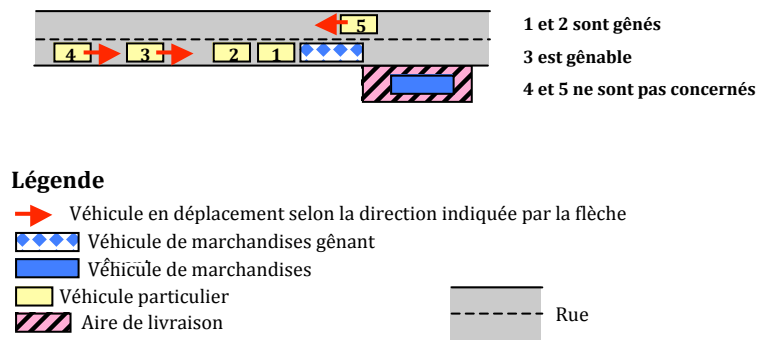 5
1 et 2 sont gênés
4 3 2 1
3 est gênable
4 et 5 ne sont pas concernés
Légende
Véhicule en déplacement selon la direction indiquée par la flèche
Véhicule de marchandises gênant
Véhicule de marchandises
Véhicule particulier
Aire de livraison
Rue